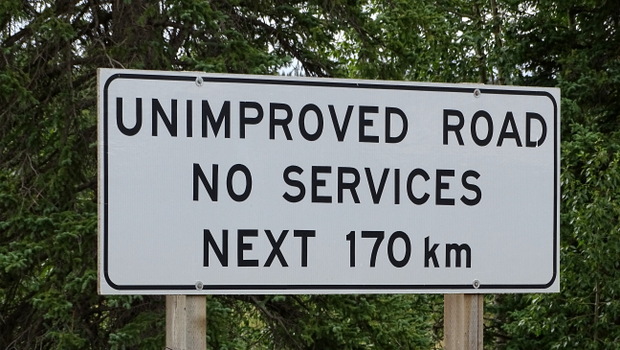 UNIMPROVED ROAD
NO SERVICES
NEXT 170 km